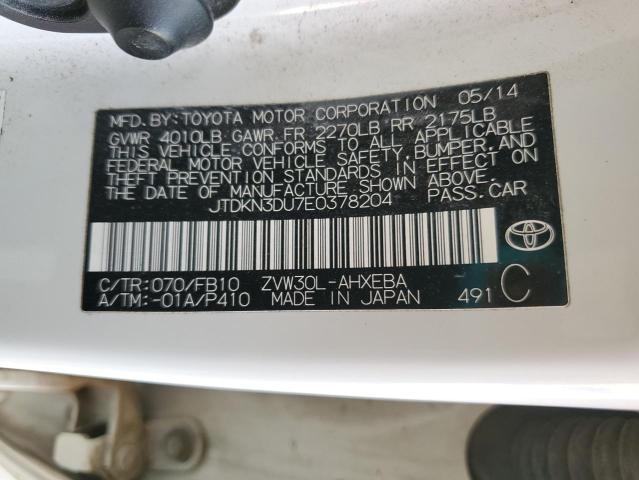 MFD.BY:TOYOTA MOTOR CORPORATION 05/14
GVWR 4010LB GAWR FR 2270LB RR 2175LB
THIS VEHICLE CONFORMS TO ALL APPLICABLE
FEDERAL MOTOR VEHICLE SAFETY,BUMPER,AND
THEFT PREVENTION STANDARDS IN EFFECT ON
THE DATE OF MANUFACTURE SHOWN ABOVE.
JTDKN3DU7E0378204 PASS.CAR
C/TR:070/FB10 ZVW30L-AHXEBA
A/TM:-01A/P410 MADE IN JAPAN 491 C